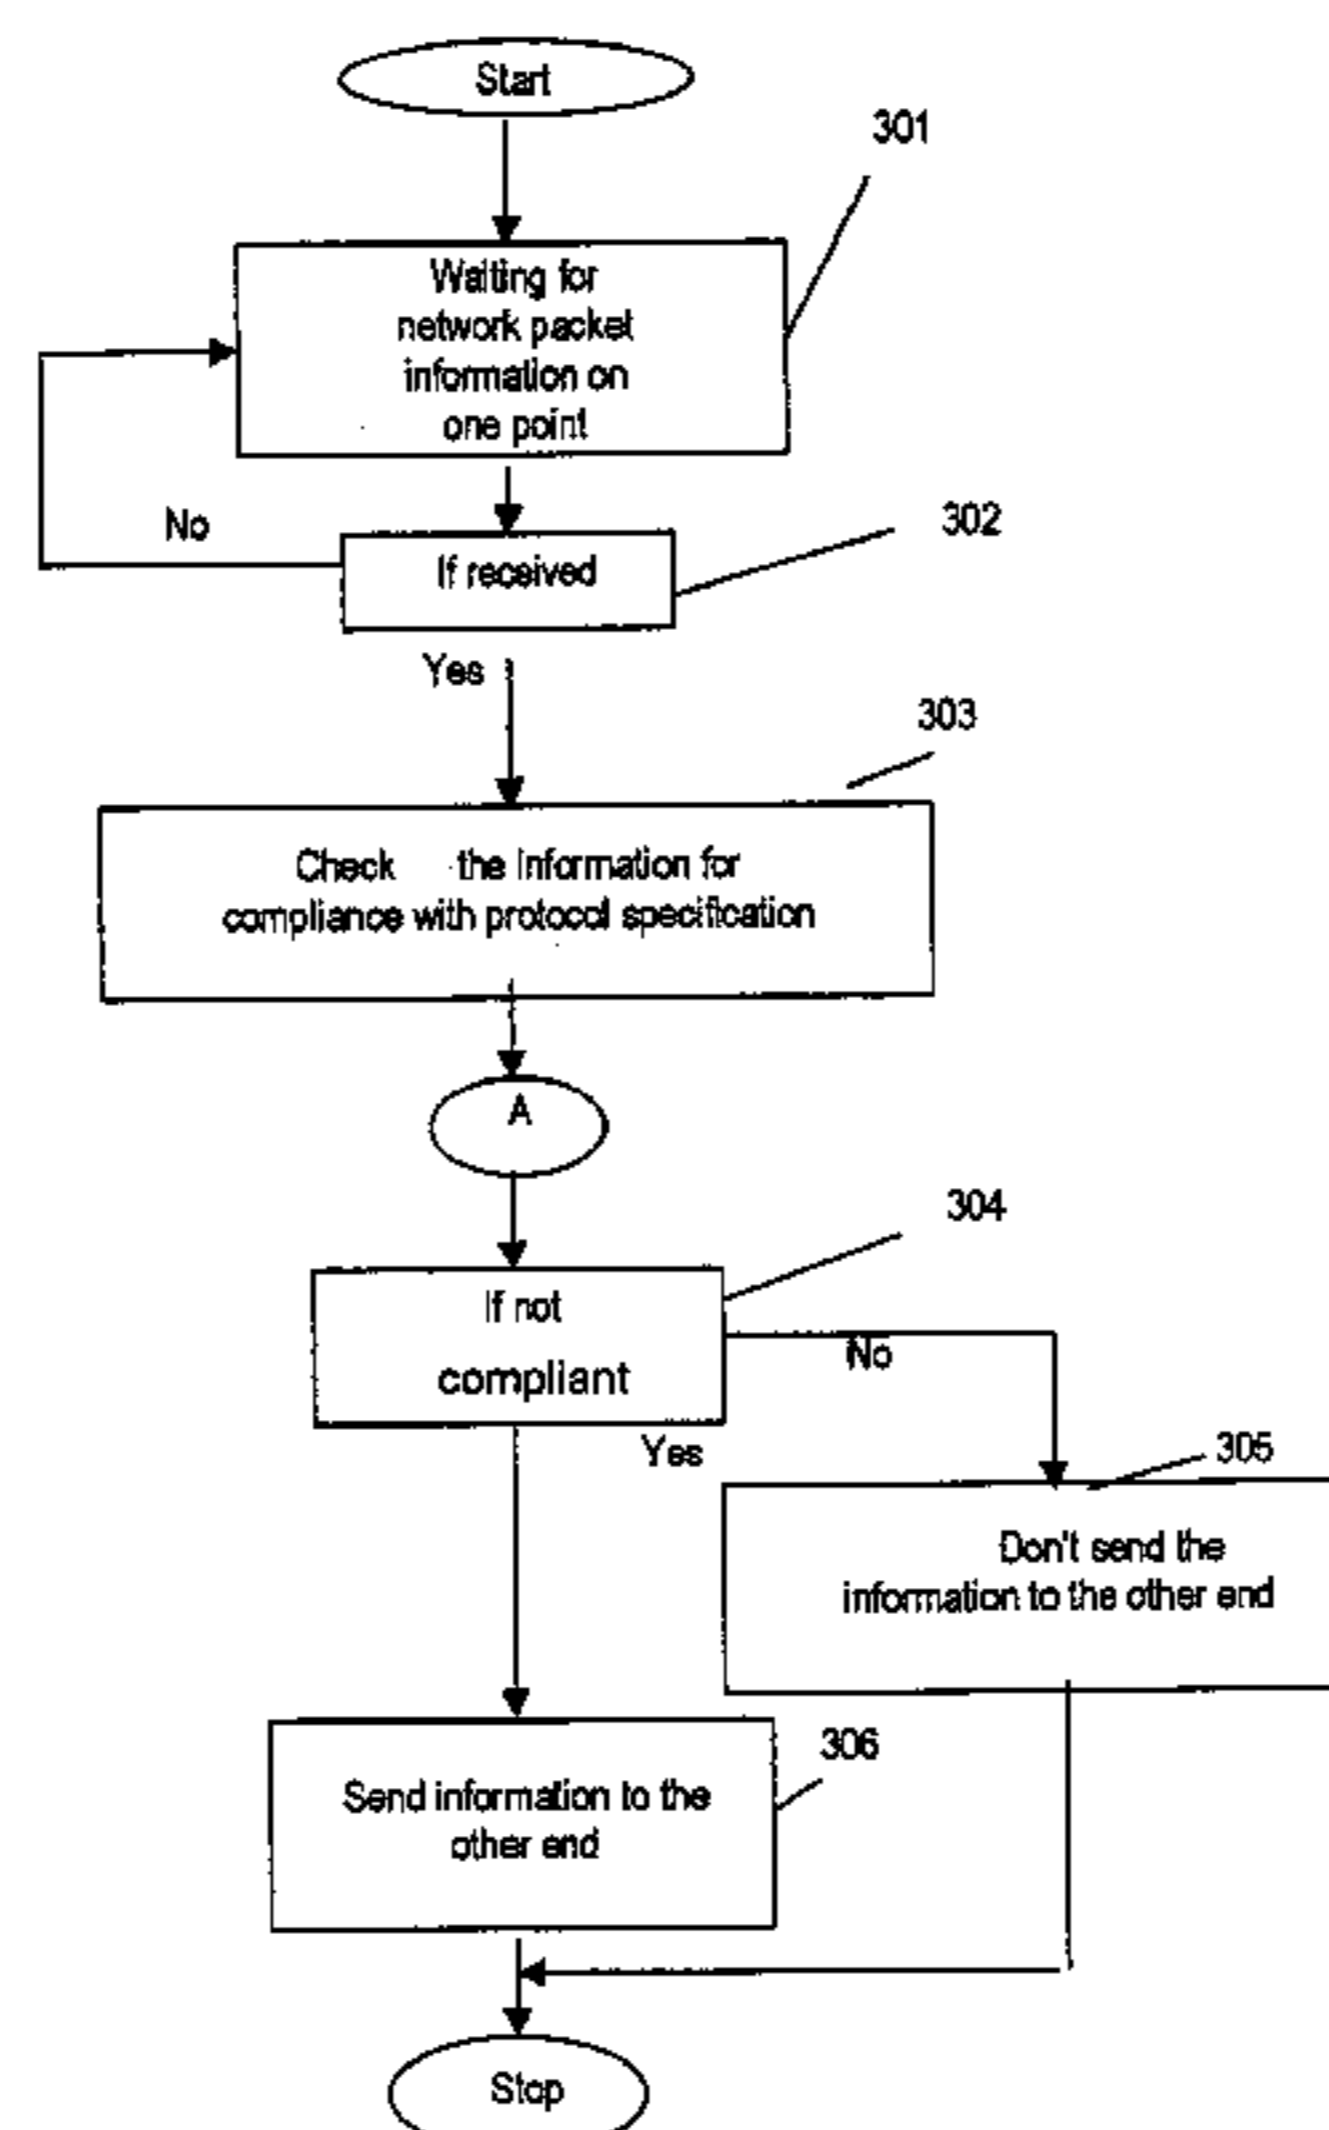 Start
301
Waiting for
network packet
information on
one point
No
302
If received
Yes
303
Check the information for
compliance with protocol specification
A
304
If not
compliant
No
Yes
305
Don't send the
information to the other end
306
Send information to the
other end
Stop